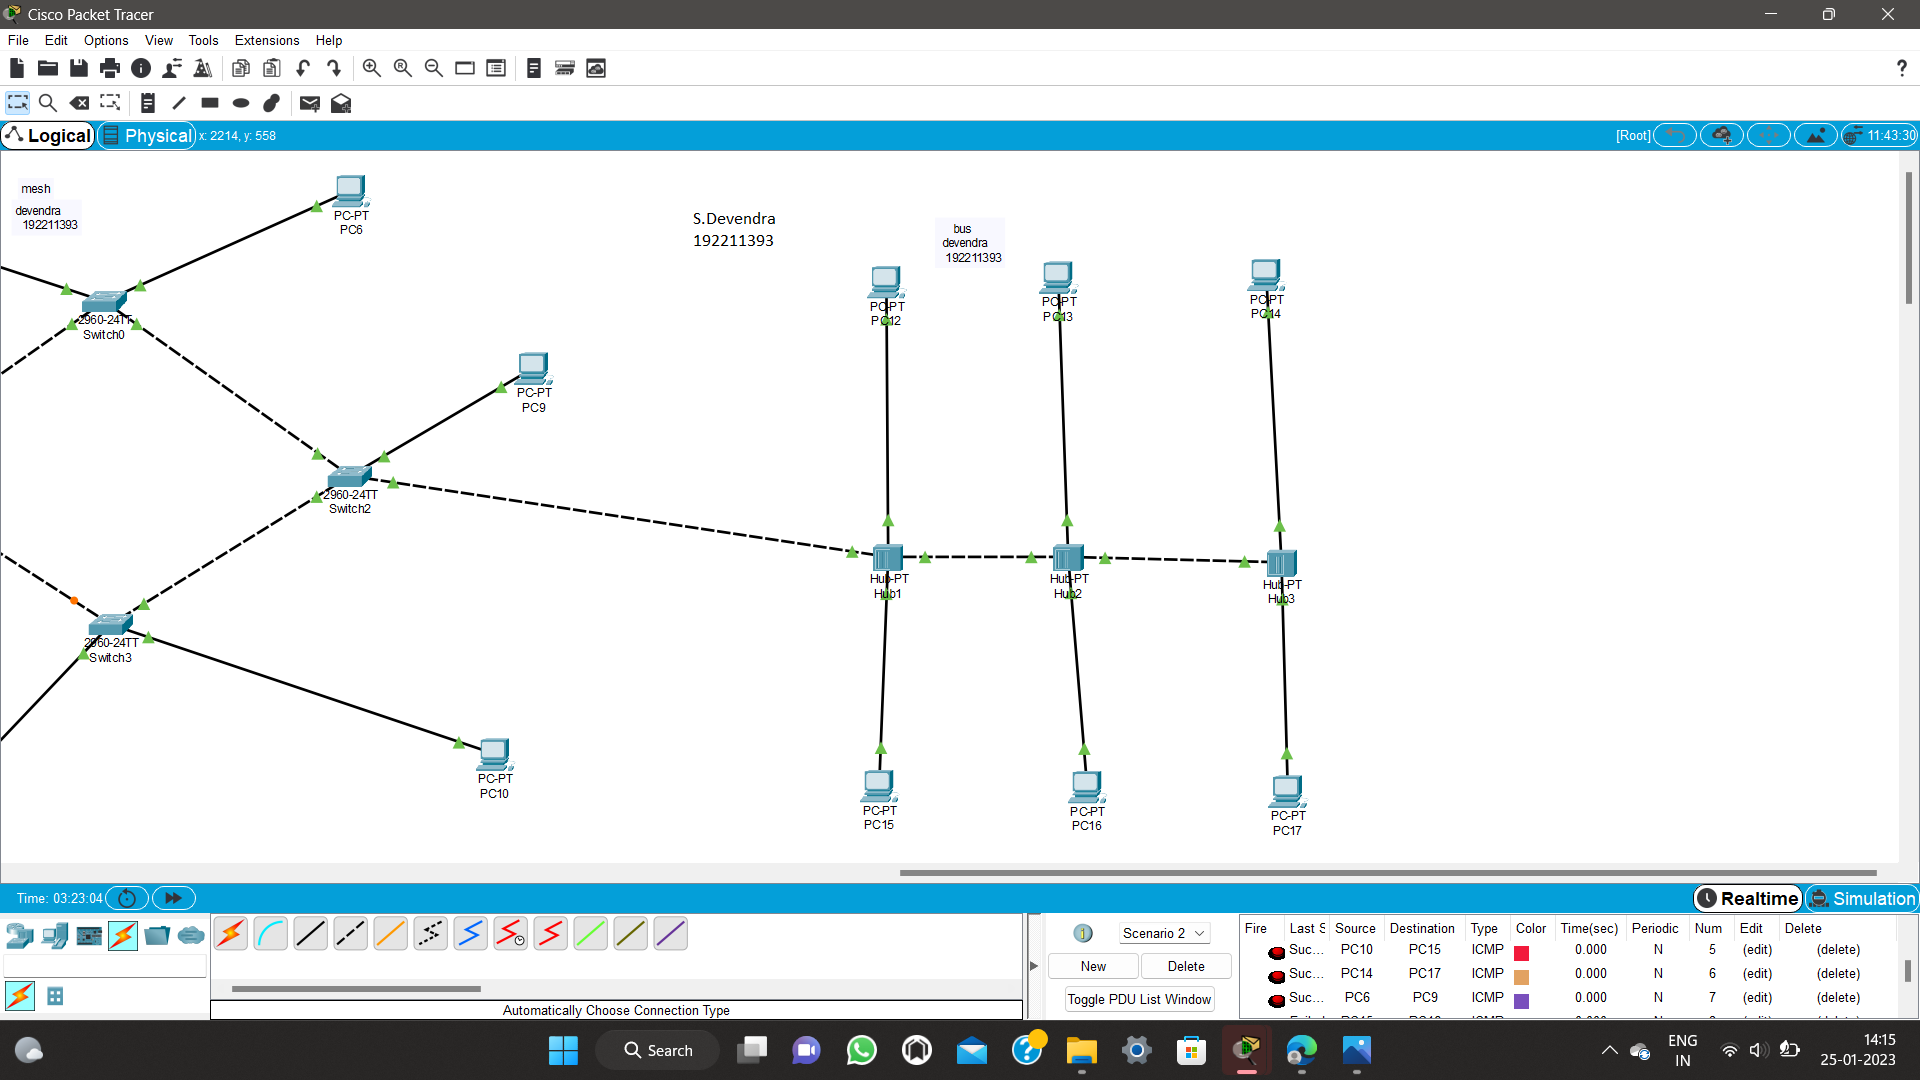 Cisco Packet Tracer
File Edit Options View Tools Extensions Help
?
Logical Physical x: 2214, y: 558 [Root] 11:43:30
mesh
devendra
192211393
PC-PT
PC6
S.Devendra
192211393
bus
devendra
192211393
PC-PT
PC12
PC-PT
PC13
PC-PT
PC14
2960-24TT
Switch0
PC-PT
PC9
2960-24TT
Switch2
Hub-PT
Hub1
Hub-PT
Hub2
Hub-PT
Hub3
2960-24TT
Switch3
PC-PT
PC10
PC-PT
PC15
PC-PT
PC16
PC-PT
PC17
Time: 03:23:04 Realtime Simulation
Scenario 2
New Delete
Toggle PDU List Window
Automatically Choose Connection Type
Fire Last S Source Destination Type Color Time(sec) Periodic Num Edit Delete
Suc... PC10 PC15 ICMP 0.000 N 5 (edit) (delete)
Suc... PC14 PC17 ICMP 0.000 N 6 (edit) (delete)
Suc... PC6 PC9 ICMP 0.000 N 7 (edit) (delete)
Search
ENG
IN
14:15
25-01-2023